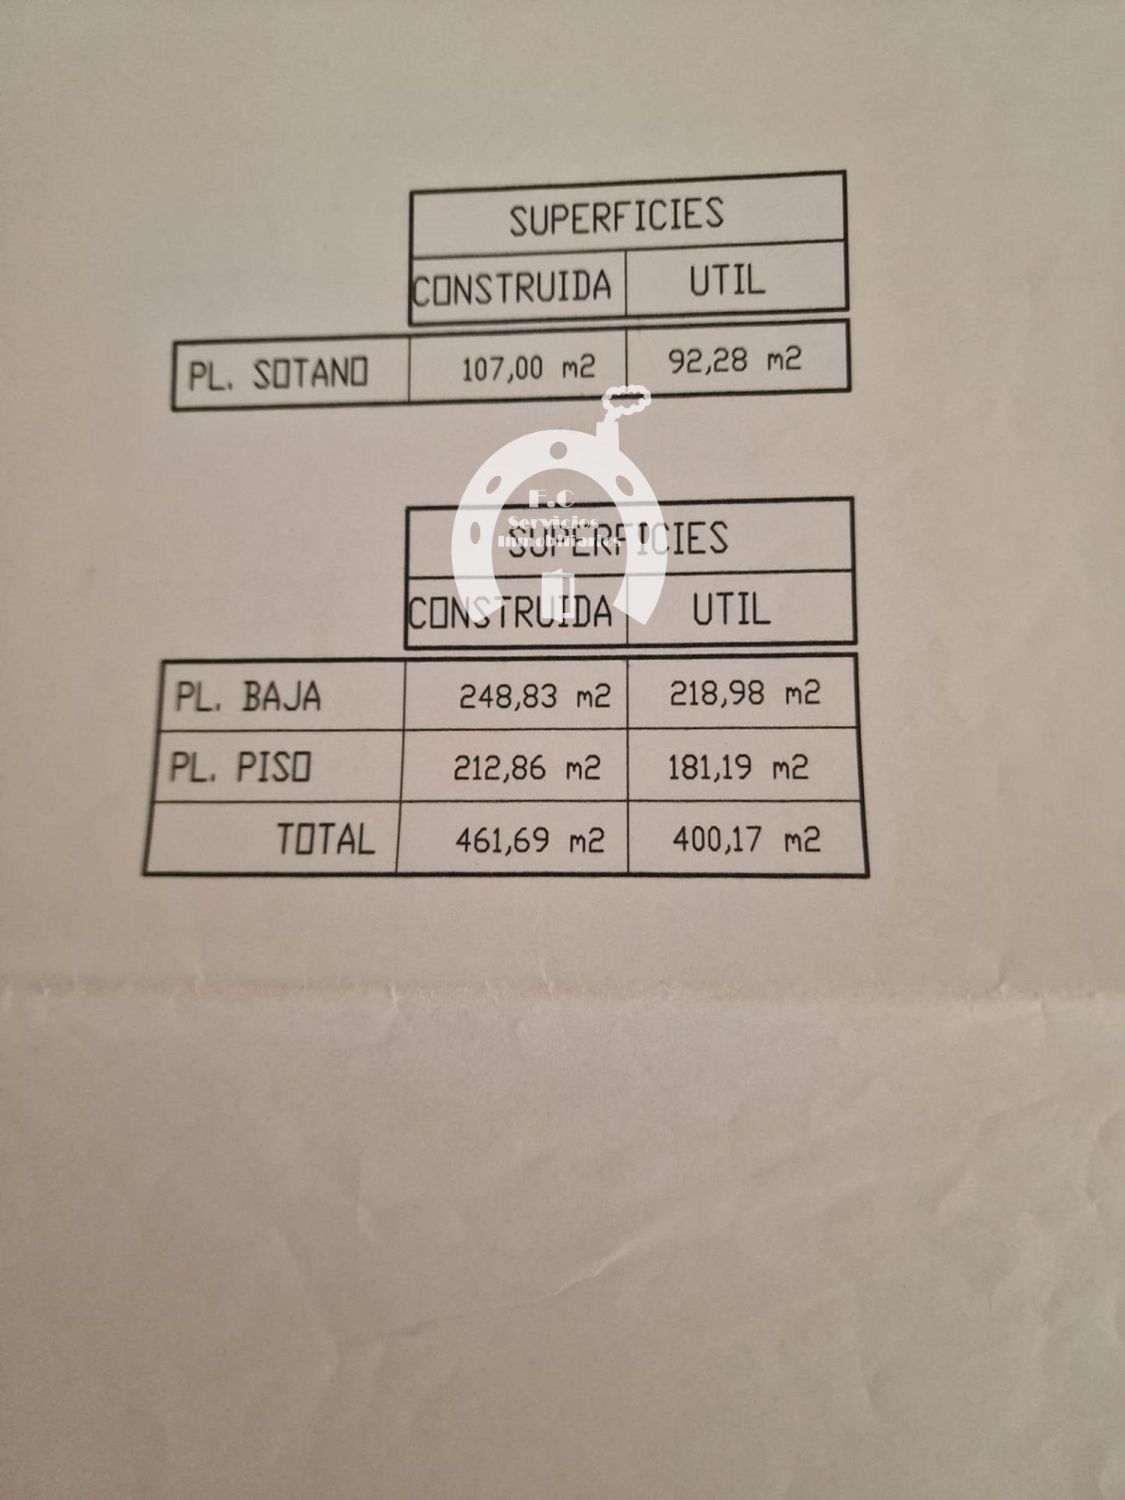 SUPERFICIES
CONSTRUIDA UTIL
PL. SOTANO 107,00 m2 92,28 m2
F.C
Servicios
Inmobiliarios
SUPERFICIES
CONSTRUIDA UTIL
PL. BAJA 248,83 m2 218,98 m2
PL. PISO 212,86 m2 181,19 m2
TOTAL 461,69 m2 400,17 m2